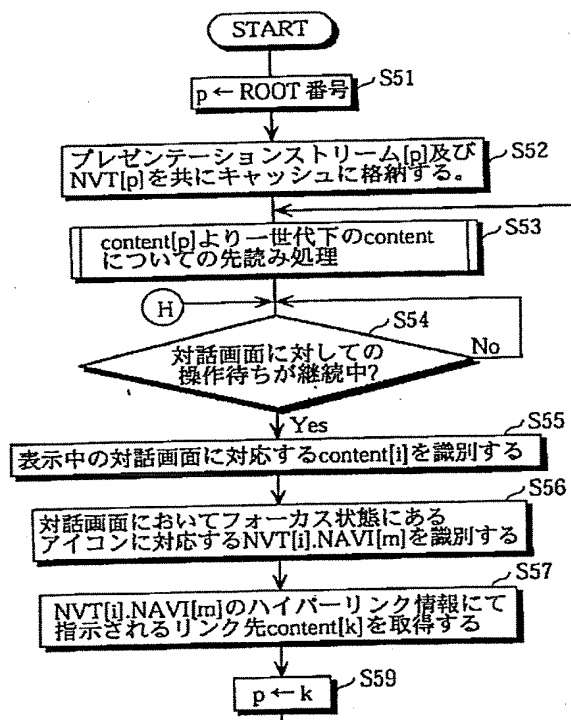 START
p ← ROOT 番号
S51
プレゼンテーションストリーム[p]及び
NVT[p]を共にキャッシュに格納する。
S52
content[p]より一世代下のcontent
についての先読み処理
S53
H
S54
対話画面に対しての
操作待ちが継続中?
No
Yes
S55
表示中の対話画面に対応するcontent[i]を識別する
S56
対話画面においてフォーカス状態にある
アイコンに対応するNVT[i].NAVI[m]を識別する
S57
NVT[i].NAVI[m]のハイパーリンク情報にて
指示されるリンク先content[k]を取得する
S59
p ← k